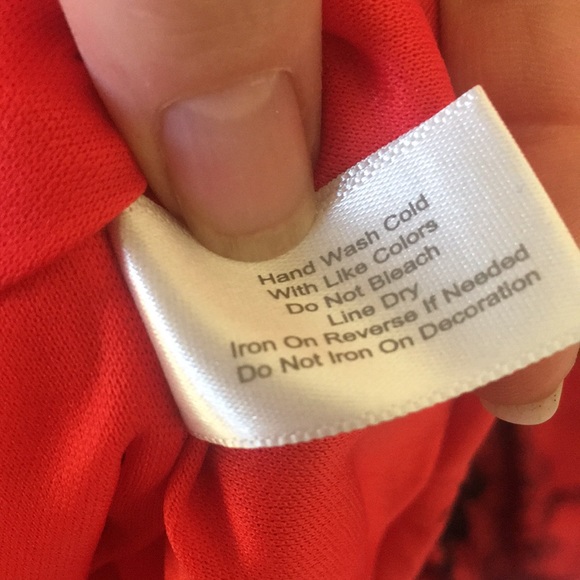 Hand Wash Cold
With Like Colors
Do Not Bleach
Line Dry
Iron On Reverse If Needed
Do Not Iron On Decoration